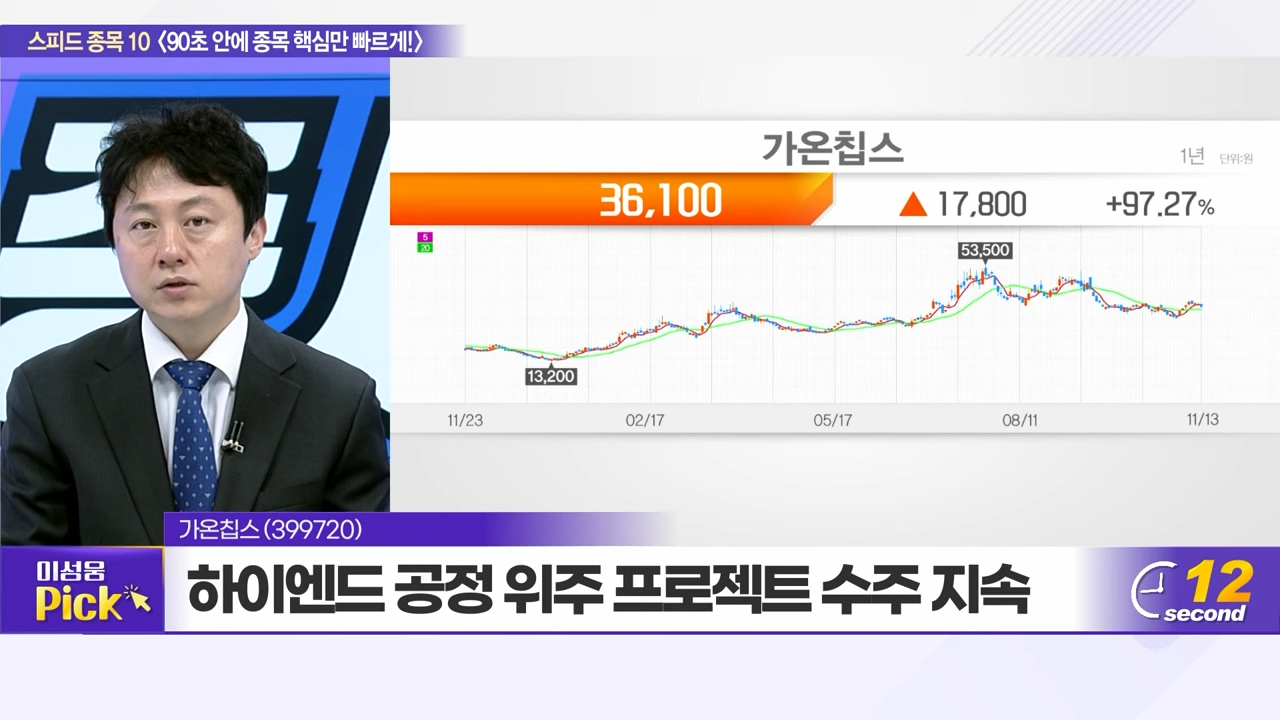 스피드 종목 10 〈90초 안에 종목 핵심만 빠르게!〉
가온칩스
1년 단위:원
36,100 ▲ 17,800 +97.27%
5
20
53,500
13,200
11/23 02/17 05/17 08/11 11/13
가온칩스 (399720)
이성웅
Pick
하이엔드 공정 위주 프로젝트 수주 지속
12
second